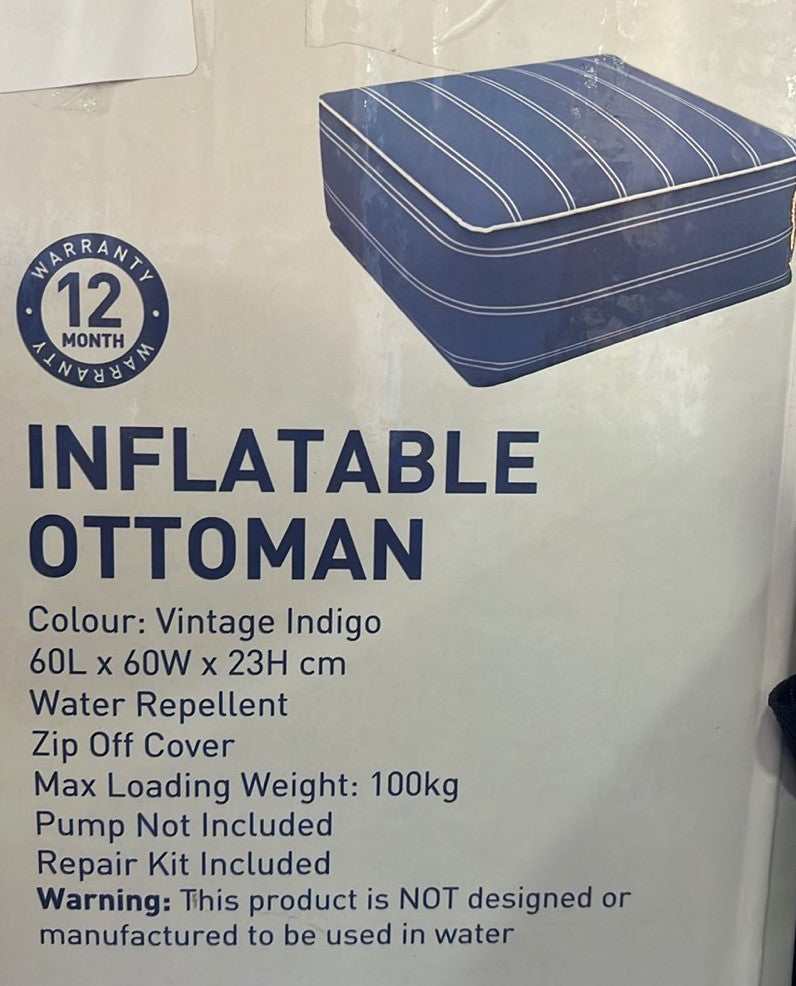 WARRANTY
12
MONTH
WARRANTY
INFLATABLE
OTTOMAN
Colour: Vintage Indigo
60L x 60W x 23H cm
Water Repellent
Zip Off Cover
Max Loading Weight: 100kg
Pump Not Included
Repair Kit Included
Warning: This product is NOT designed or
manufactured to be used in water